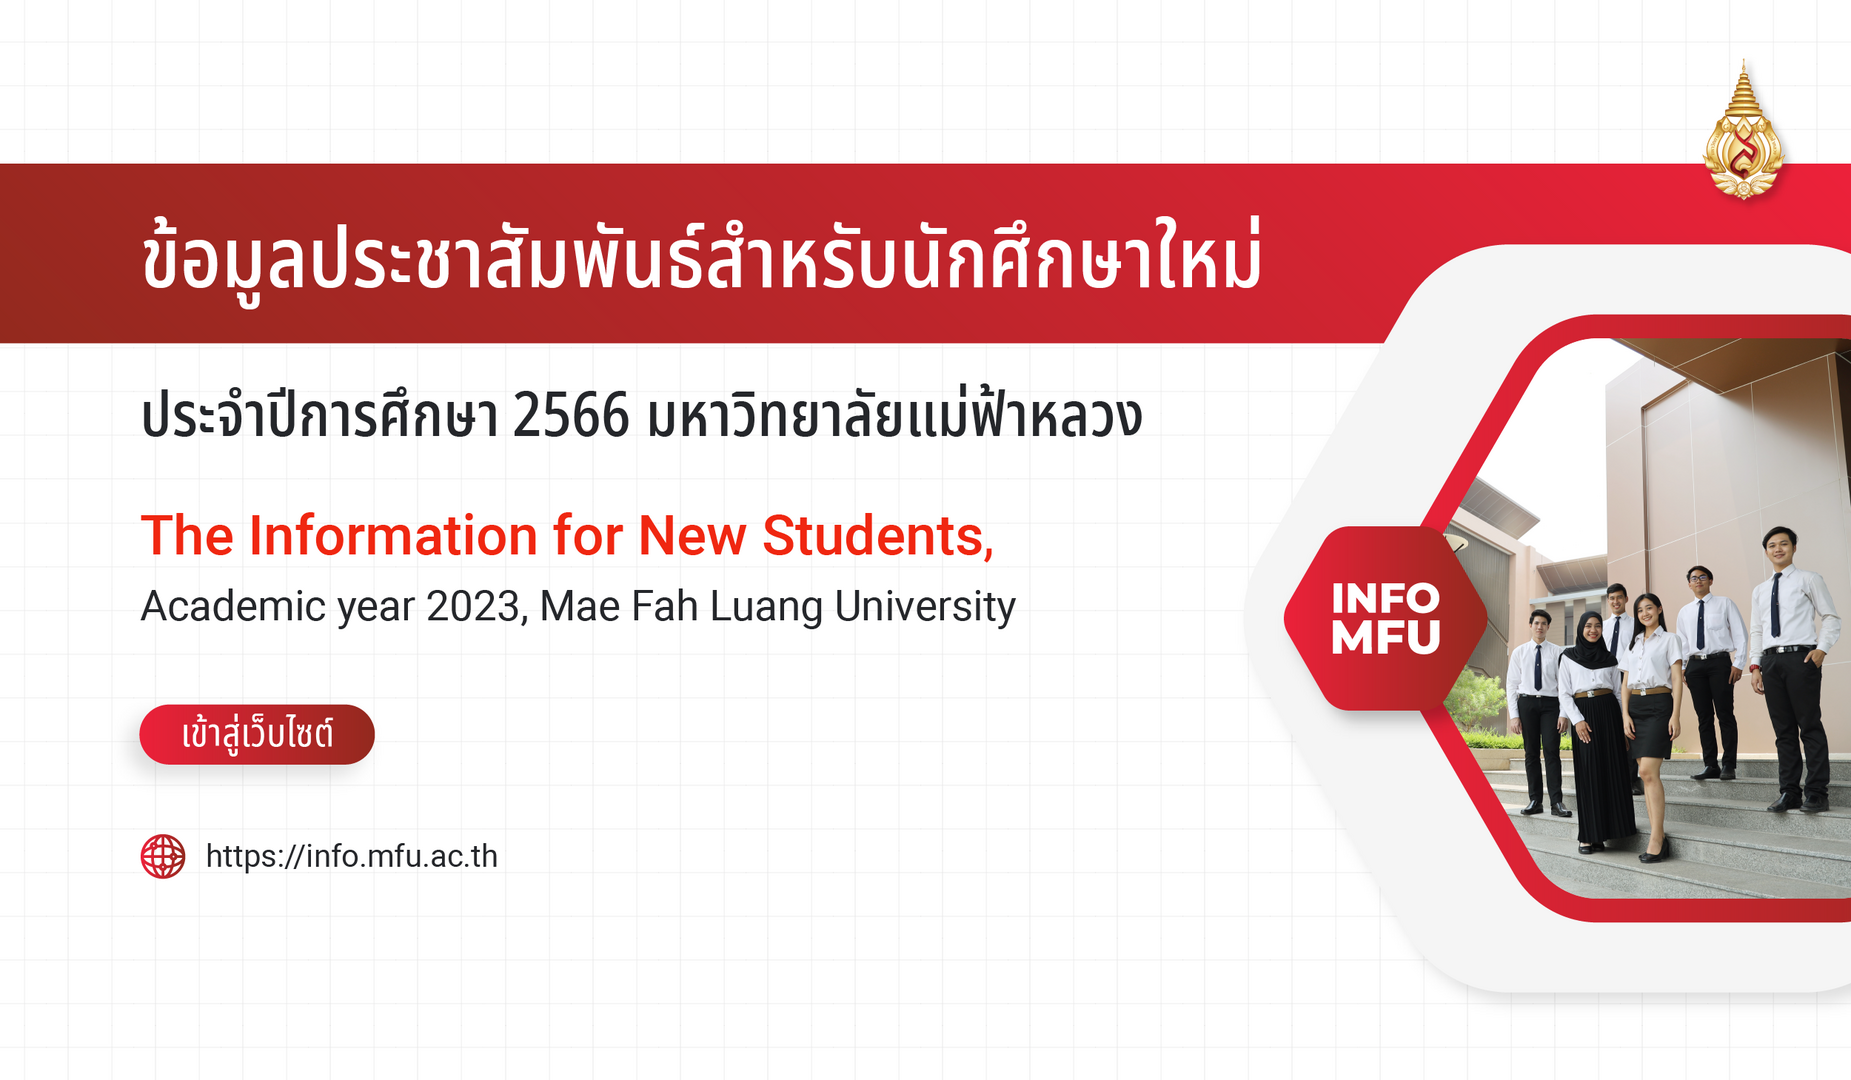 ข้อมูลประชาสัมพันธ์สำหรับนักศึกษาใหม่
ประจำปีการศึกษา 2566 มหาวิทยาลัยแม่ฟ้าหลวง
The Information for New Students,
Academic year 2023, Mae Fah Luang University
เข้าสู่เว็บไซต์
https://info.mfu.ac.th
INFO
MFU